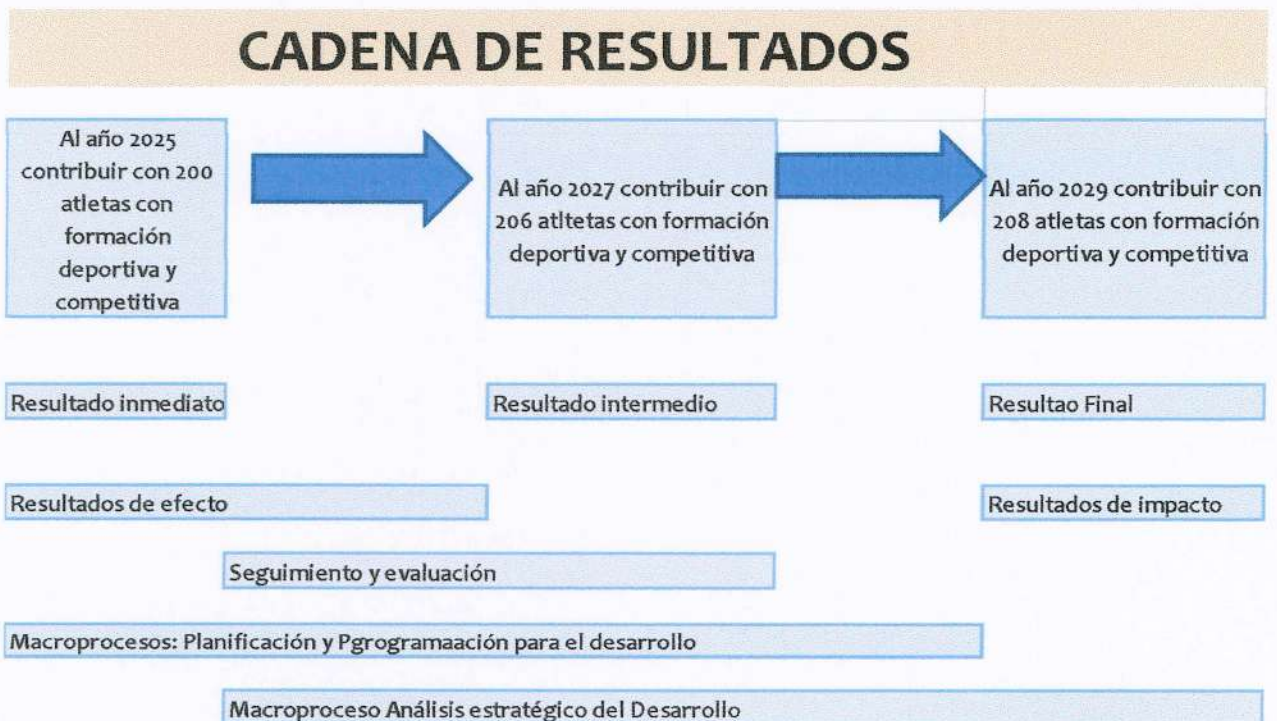 CADENA DE RESULTADOS
Al año 2025
contribuir con 200
atletas con
formación
deportiva y
competitiva
Al año 2027 contribuir con
206 atltetas con formación
deportiva y competitiva
Al año 2029 contribuir con
208 atletas con formación
deportiva y competitiva
Resultado inmediato
Resultado intermedio
Resultao Final
Resultados de efecto
Resultados de impacto
Seguimiento y evaluación
Macroprocesos: Planificación y Pgrogramaación para el desarrollo
Macroproceso Análisis estratégico del Desarrollo